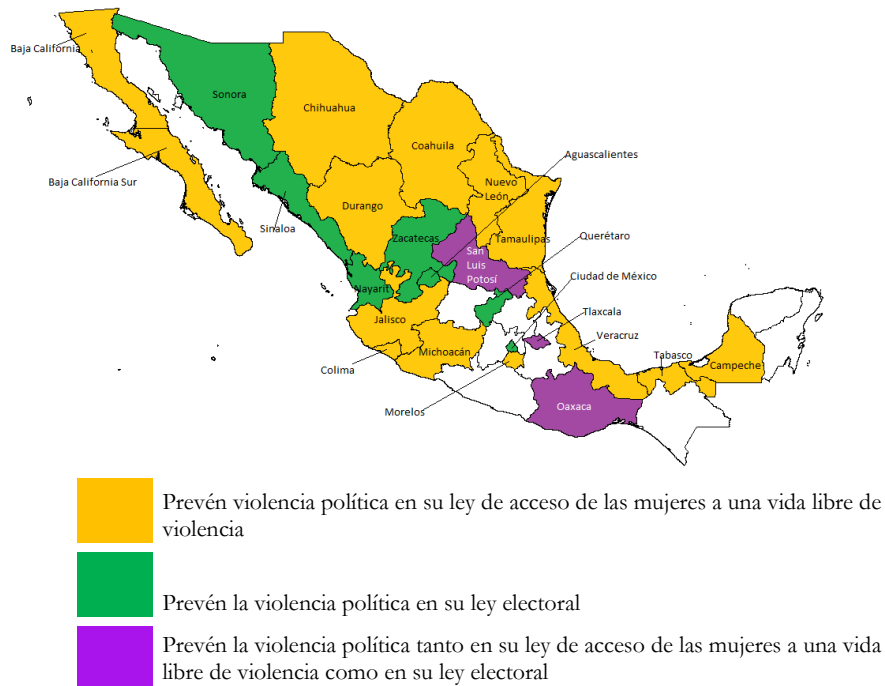 Baja California
Sonora
Chihuahua
Coahuila
Aguascalientes
Baja California Sur
Nuevo
León
Durango
Sinaloa
Zacatecas
Tamaulipas
Querétaro
San
Luis
Potosí
Ciudad de México
Nayarit
Tlaxcala
Jalisco
Veracruz
Michoacán
Tabasco
Campeche
Colima
Oaxaca
Morelos
Prevén violencia política en su ley de acceso de las mujeres a una vida libre de
violencia
Prevén la violencia política en su ley electoral
Prevén la violencia política tanto en su ley de acceso de las mujeres a una vida
libre de violencia como en su ley electoral